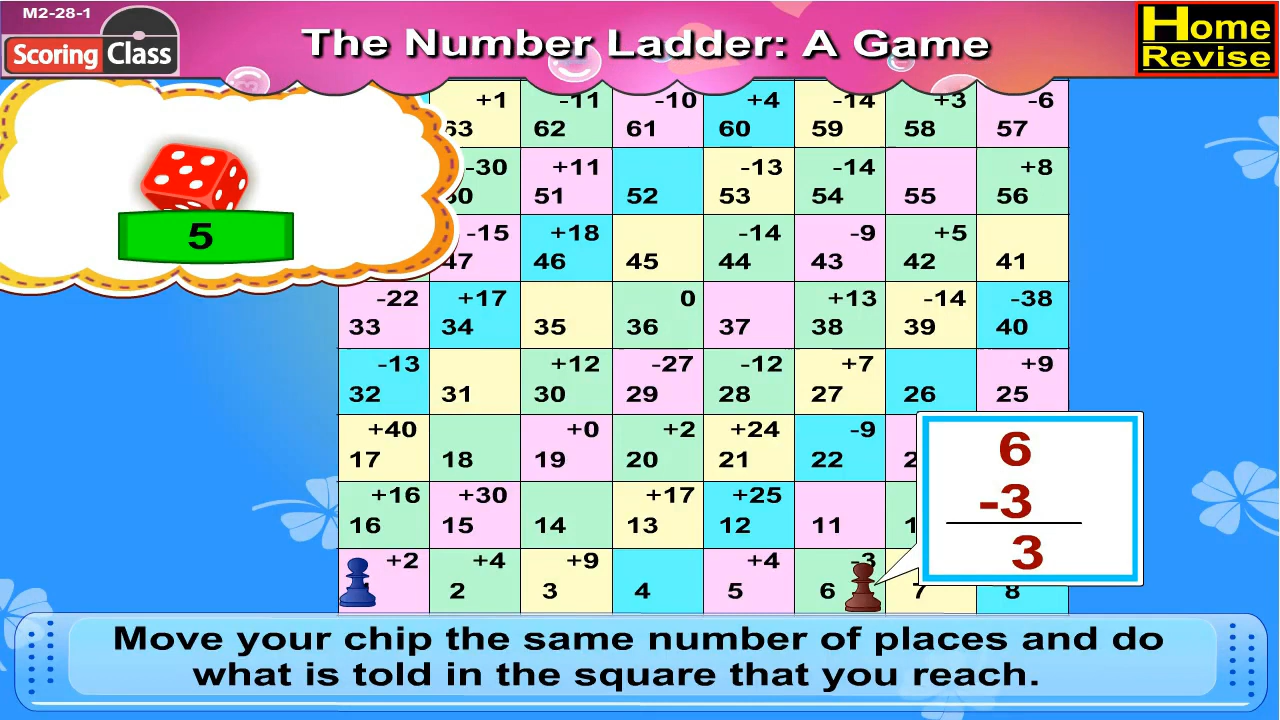 M2-28-1
Scoring Class
The Number Ladder: A Game
Home
Revise
+1 -11 -10 +4 -14 +3 -6
63 62 61 60 59 58 57
-30 +11 -13 -14 +8
51 52 53 54 55 56
-15 +18 -14 -9 +5
47 46 45 44 43 42 41
-22 +17 0 +13 -14 -38
33 34 35 36 37 38 39 40
-13 +12 -27 -12 +7 +9
32 31 30 29 28 27 26 25
+40 +0 +2 +24 -9
17 18 19 20 21 22
+16 +30 +17 +25
16 15 14 13 12 11
+2 +4 +9 +4 -3
2 3 4 5 6 7 8
5
6
-3
3
Move your chip the same number of places and do
what is told in the square that you reach.